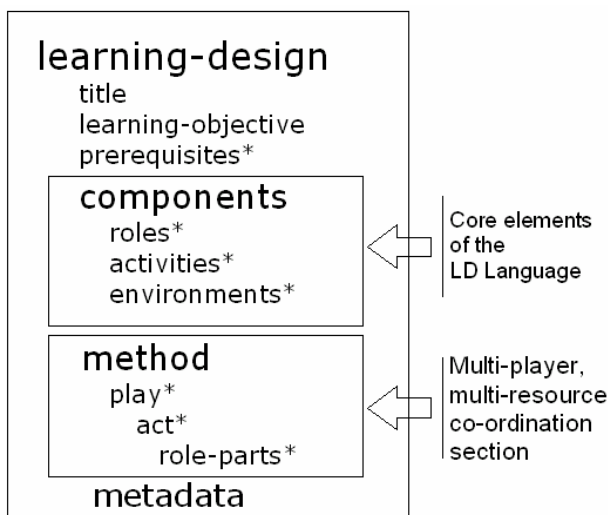 learning-design
title
learning-objective
prerequisites*
components
roles*
activities*
environments*
Core elements
of the
LD Language
method
play*
act*
role-parts*
Multi-player,
multi-resource
co-ordination
section
metadata